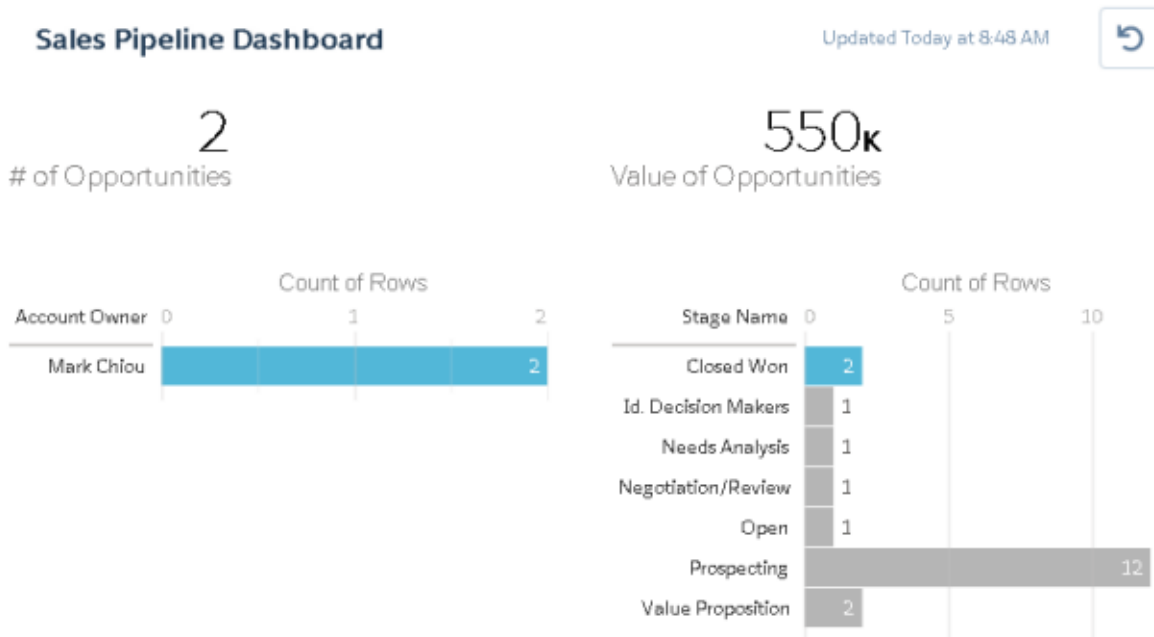 Sales Pipeline Dashboard
Updated Today at 8:48 AM
2
# of Opportunities
550K
Value of Opportunities
Count of Rows
Account Owner 0 1 2
Mark Chiou 2
Count of Rows
Stage Name 0 5 10
Closed Won 2
Id. Decision Makers 1
Needs Analysis 1
Negotiation/Review 1
Open 1
Prospecting 12
Value Proposition 2